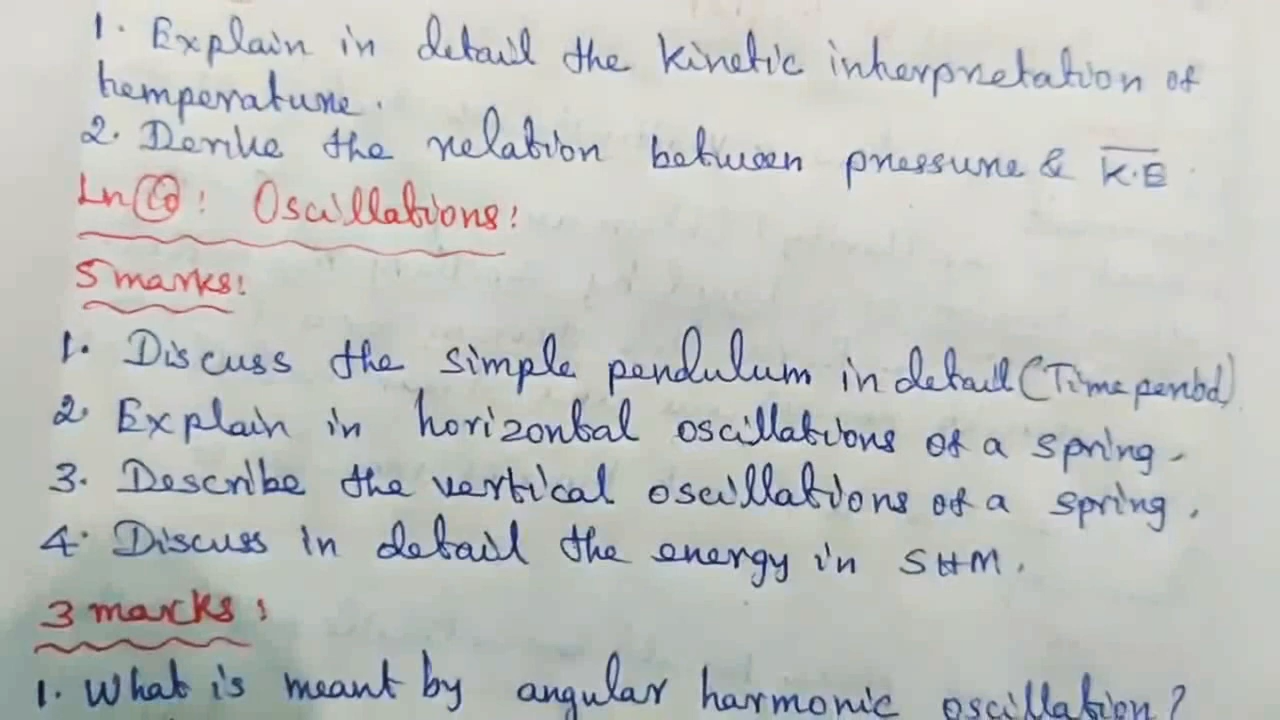 1. Explain in detail the kinetic interpretation of
temperature.
2. Derive the relation between pressure & K.E
Ln 10: Oscillations:
5 marks:
1. Discuss the simple pendulum in detail (Time period)
2. Explain in horizontal oscillations of a spring.
3. Describe the vertical oscillations of a spring.
4. Discuss in detail the energy in SHM.
3 marks:
1. What is meant by angular harmonic oscillation?